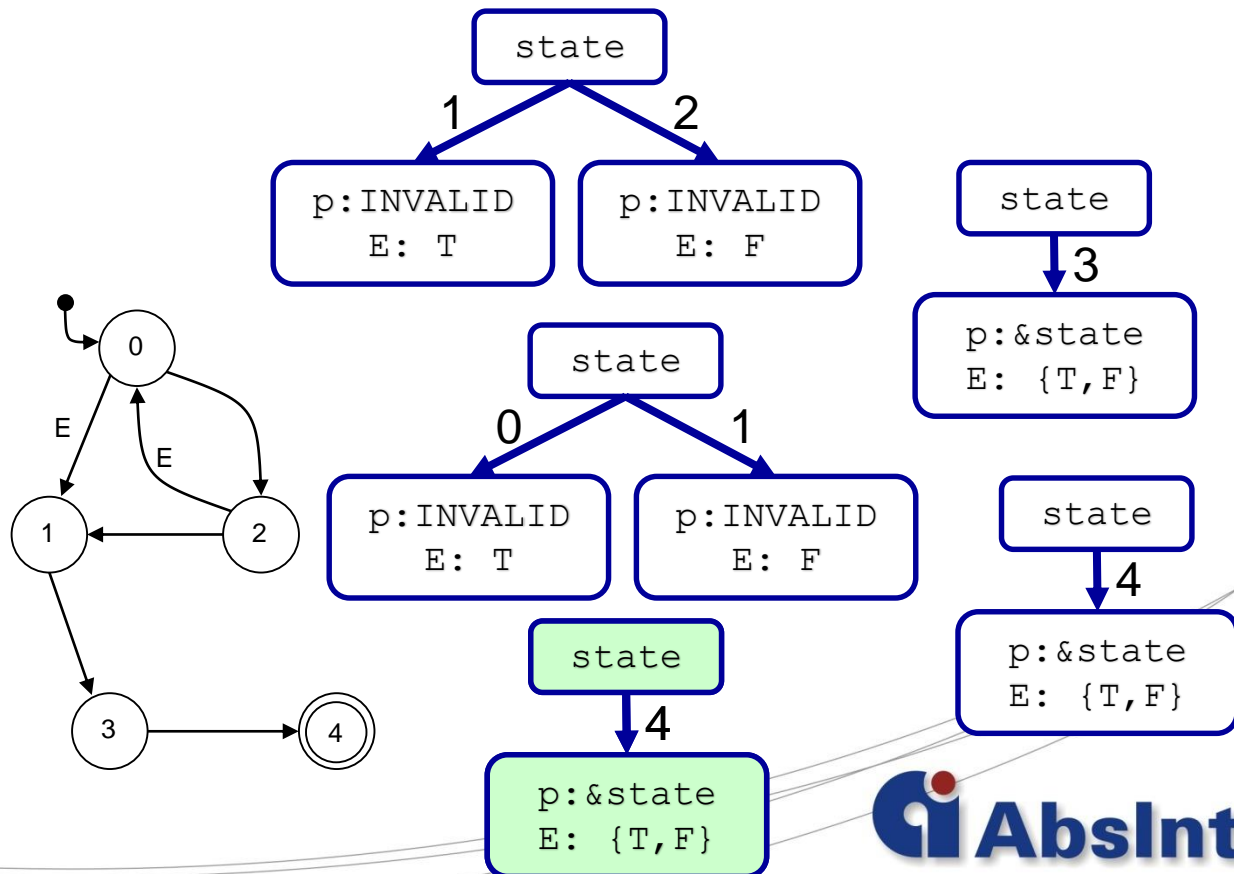 state
1 2
p:INVALID
E: T
p:INVALID
E: F
state
3
p:&state
E: {T,F}
0
E
E
1
2
3
4
state
0 1
p:INVALID
E: T
p:INVALID
E: F
state
4
p:&state
E: {T,F}
state
4
p:&state
E: {T,F}
AbsInt